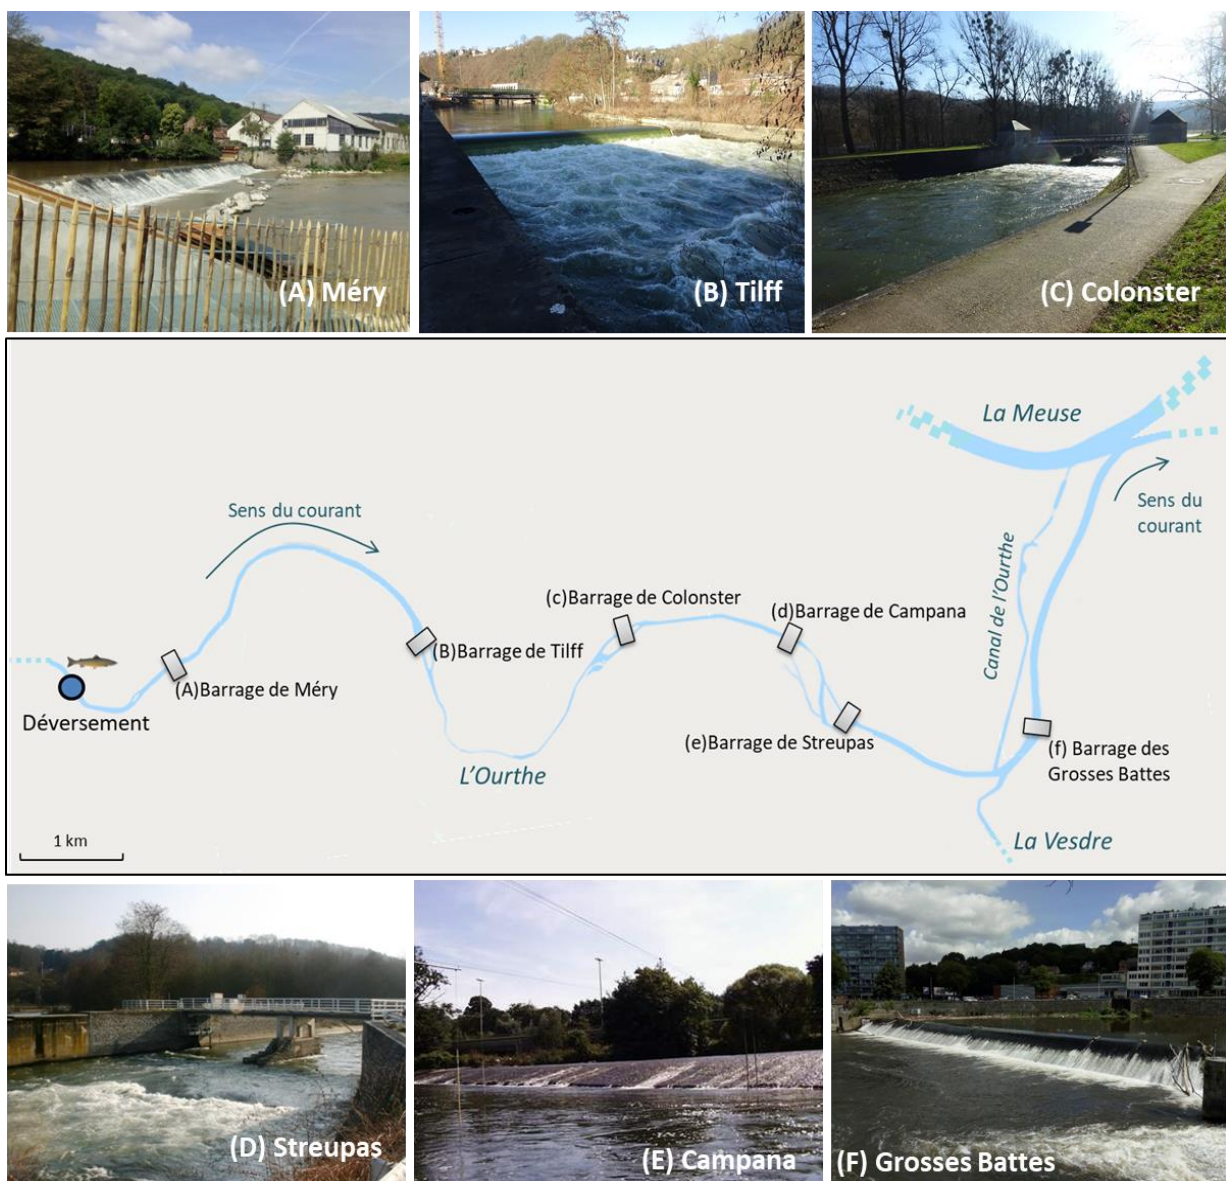 (A) Méry
(B) Tilff
(C) Colonster
La Meuse
Sens du courant
Sens du
courant
Canal de l'Ourthe
(c)Barrage de Colonster
(d)Barrage de Campana
(B)Barrage de Tilff
(A)Barrage de Méry
Déversement
(e)Barrage de Streupas
(f) Barrage des
Grosses Battes
L'Ourthe
La Vesdre
1 km
(D) Streupas
(E) Campana
(F) Grosses Battes